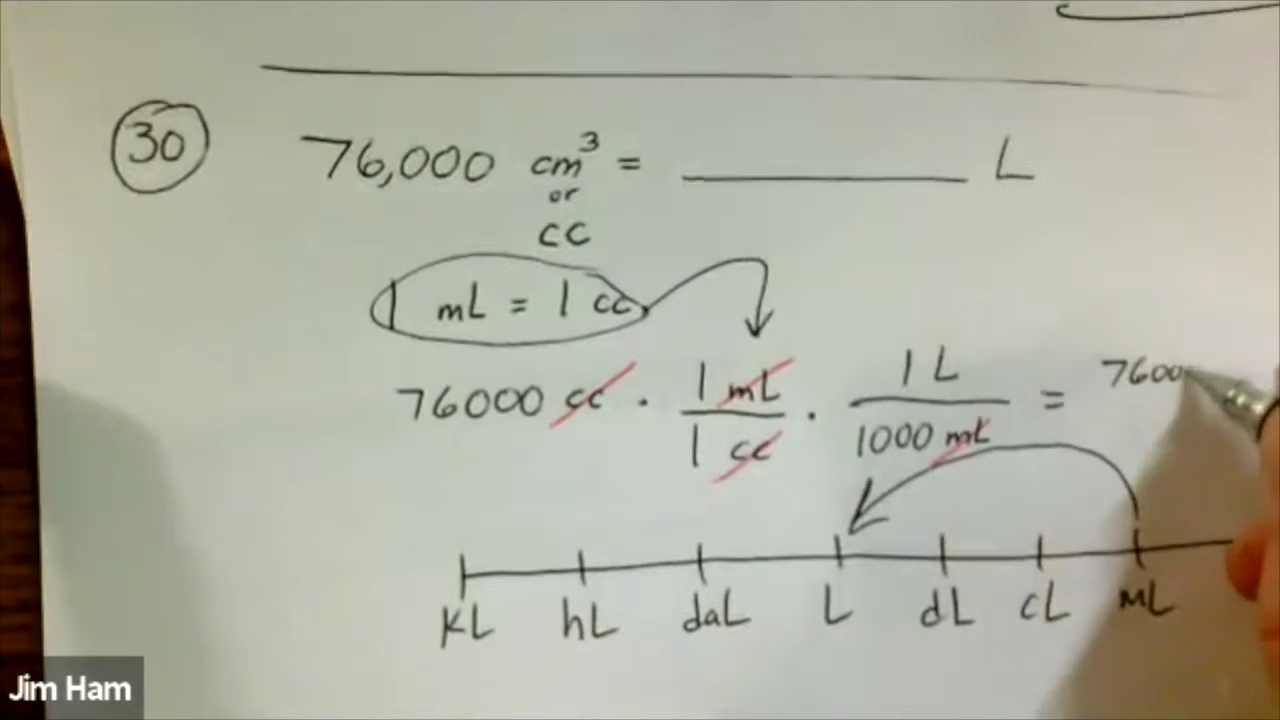 30 76,000 cm³ = ________ L
or
cc
1 mL = 1 cc
76000 cc · 1 mL / 1 cc · 1 L / 1000 mL = 7600
kL hL daL L dL cL mL
Jim Ham